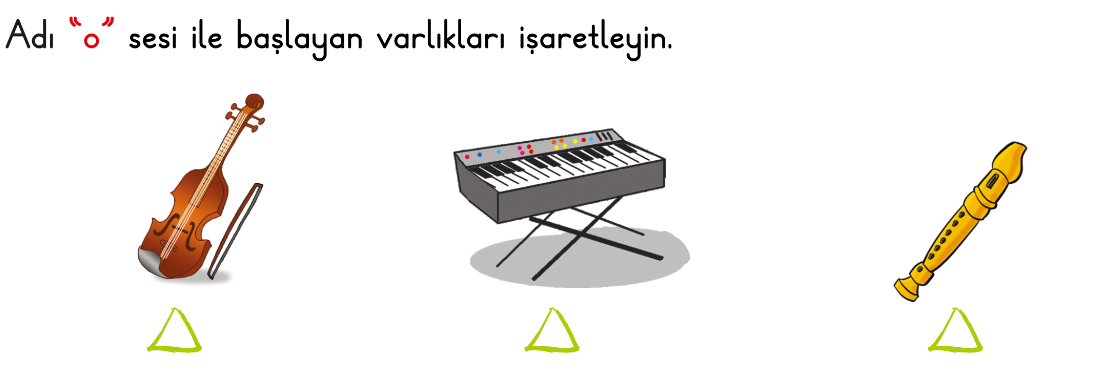 Adı “o” sesi ile başlayan varlıkları işaretleyin.